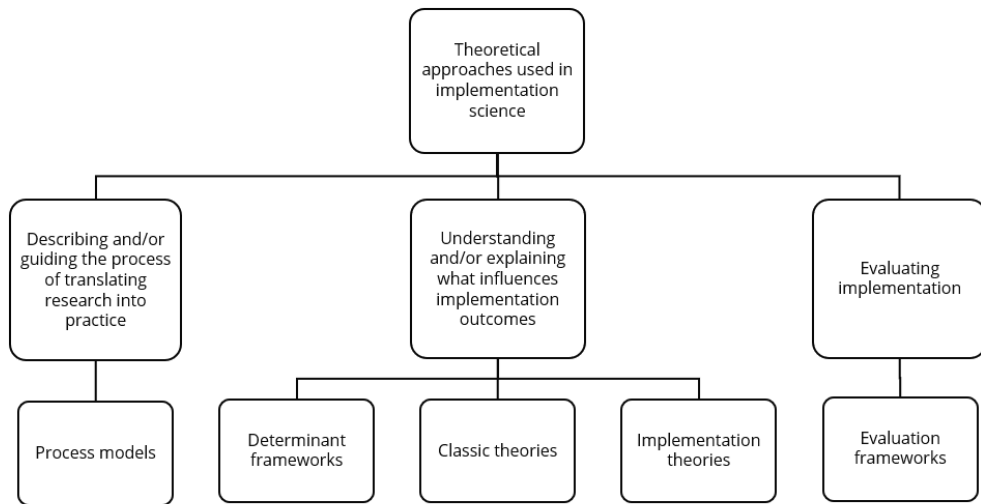 Theoretical
approaches used in
implementation
science
Describing and/or
guiding the process
of translating
research into
practice
Understanding
and/or explaining
what influences
implementation
outcomes
Evaluating
implementation
Process models
Determinant
frameworks
Classic theories
Implementation
theories
Evaluation
frameworks